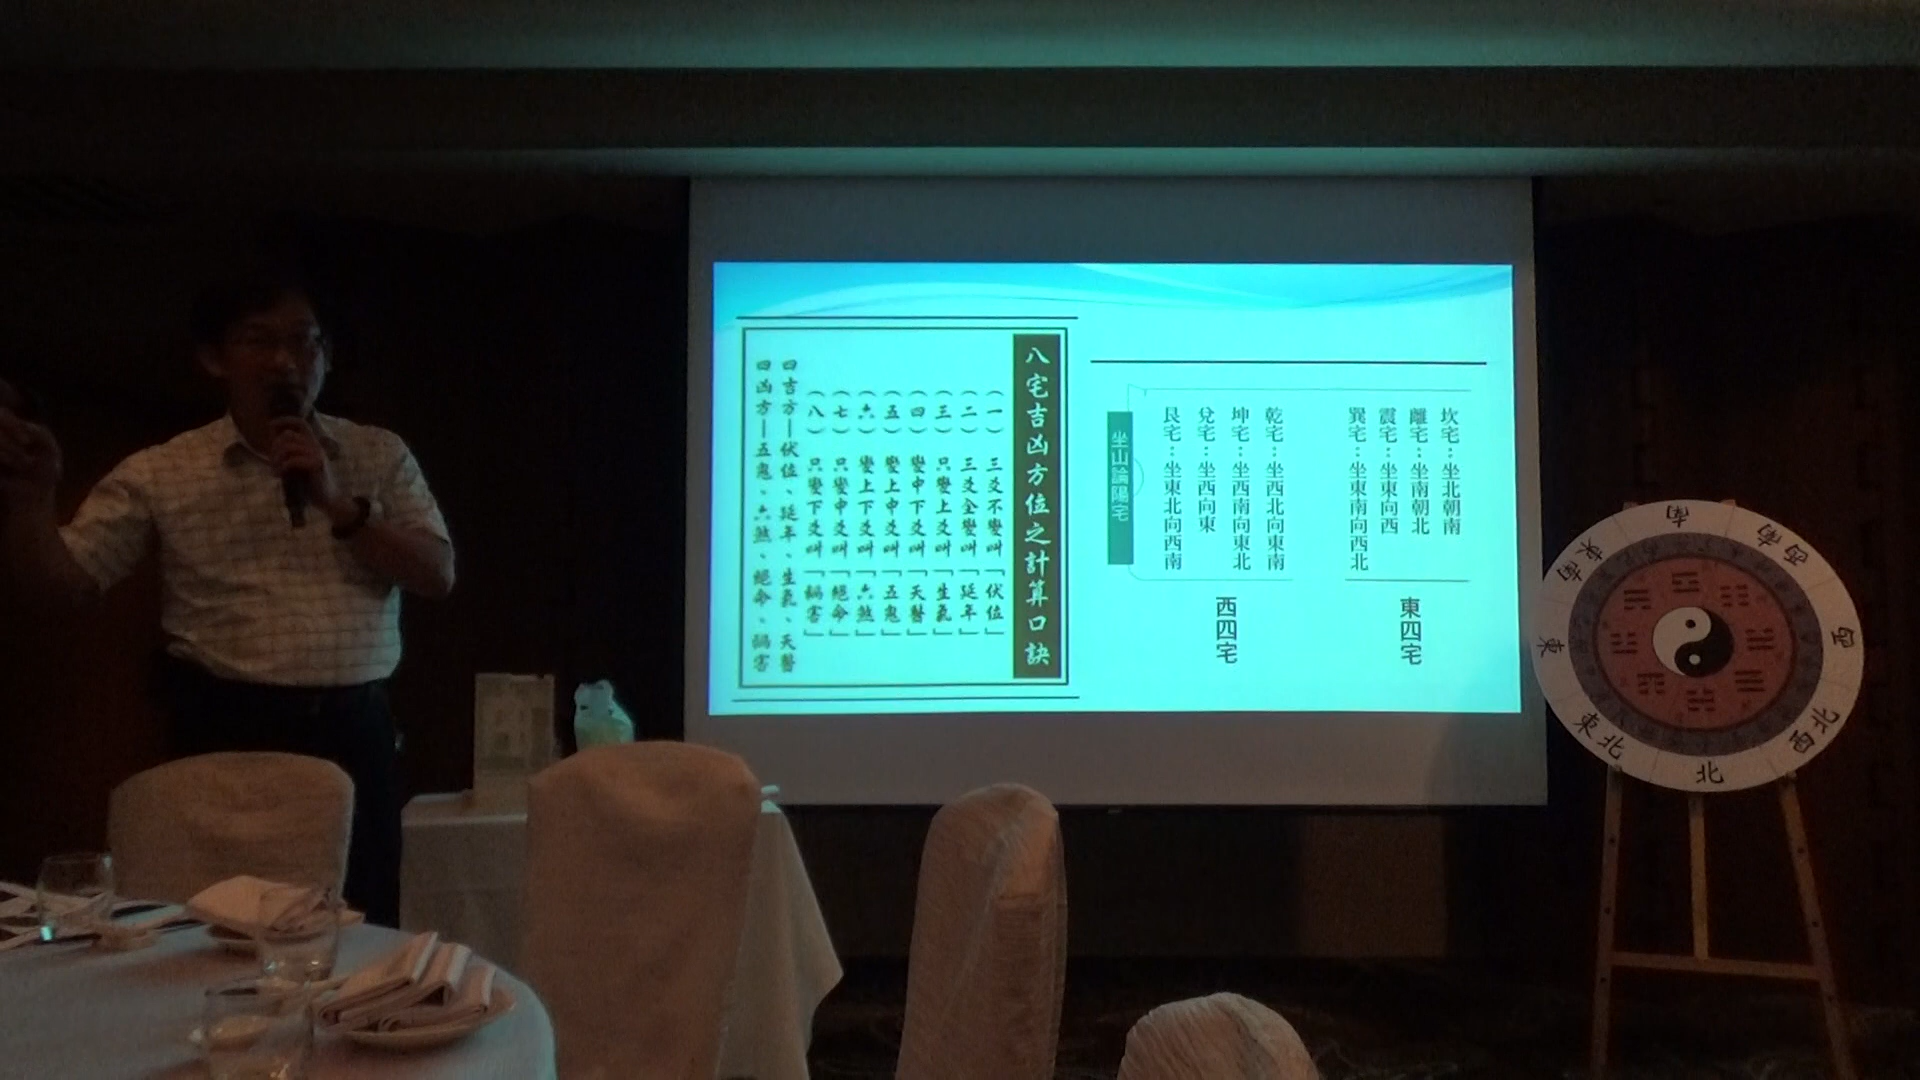 八宅吉凶方位之計算口訣
（一）三爻不變叫「伏位」
（二）三爻全變叫「延年」
（三）只變上爻叫「生氣」
（四）變中下爻叫「天醫」
（五）變上中爻叫「五鬼」
（六）變上下爻叫「六煞」
（七）只變中爻叫「絕命」
（八）只變下爻叫「禍害」
曰吉方—伏位、延年、生氣、天醫
曰凶方—五鬼、六煞、絕命、禍害
坎宅：坐北朝南
離宅：坐南朝北
震宅：坐東向西
巽宅：坐東南向西北
東四宅
乾宅：坐西北向東南
坤宅：坐西南向東北
兌宅：坐西向東
艮宅：坐東北向西南
西四宅
坐山論陽宅
南
西南
西
西北
北
東北
東
東南